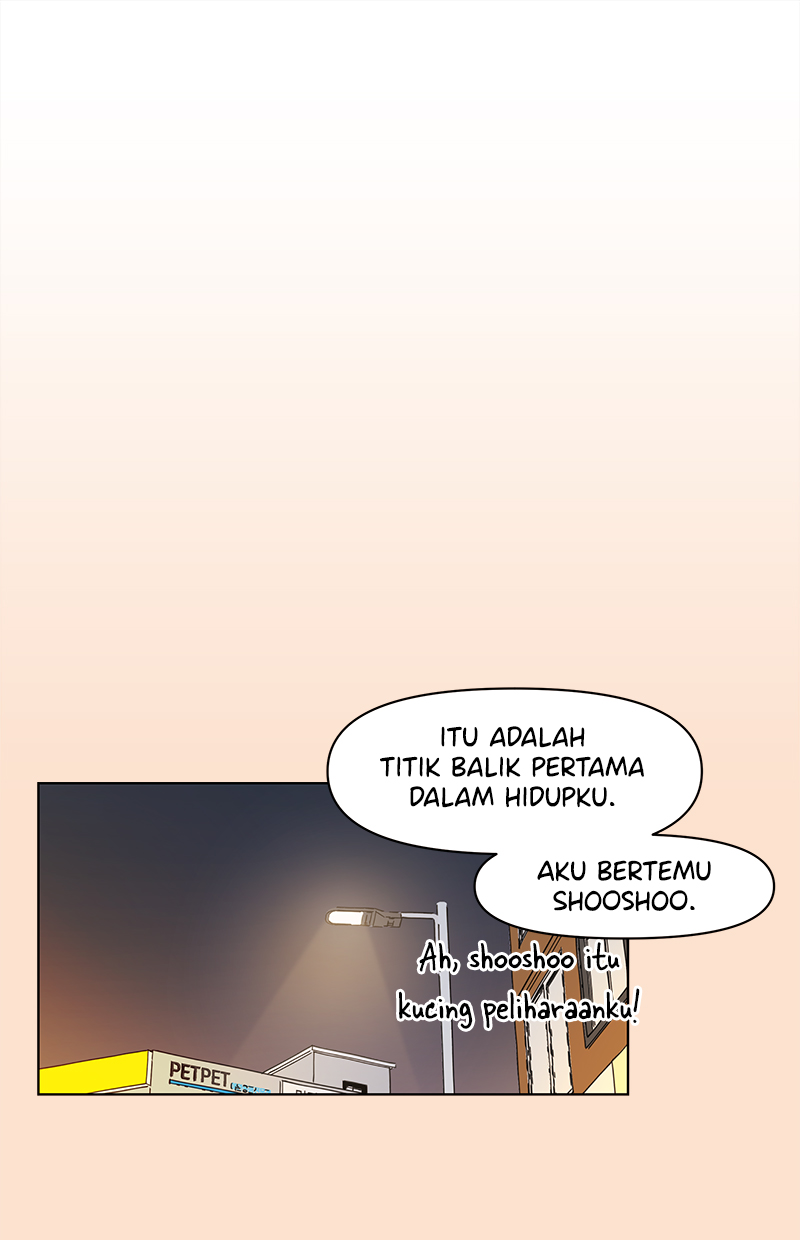 ITU ADALAH
TITIK BALIK PERTAMA
DALAM HIDUPKU.
AKU BERTEMU
SHOOSHOO.
Ah, shooshoo itu
kucing peliharaanku!
PETPET